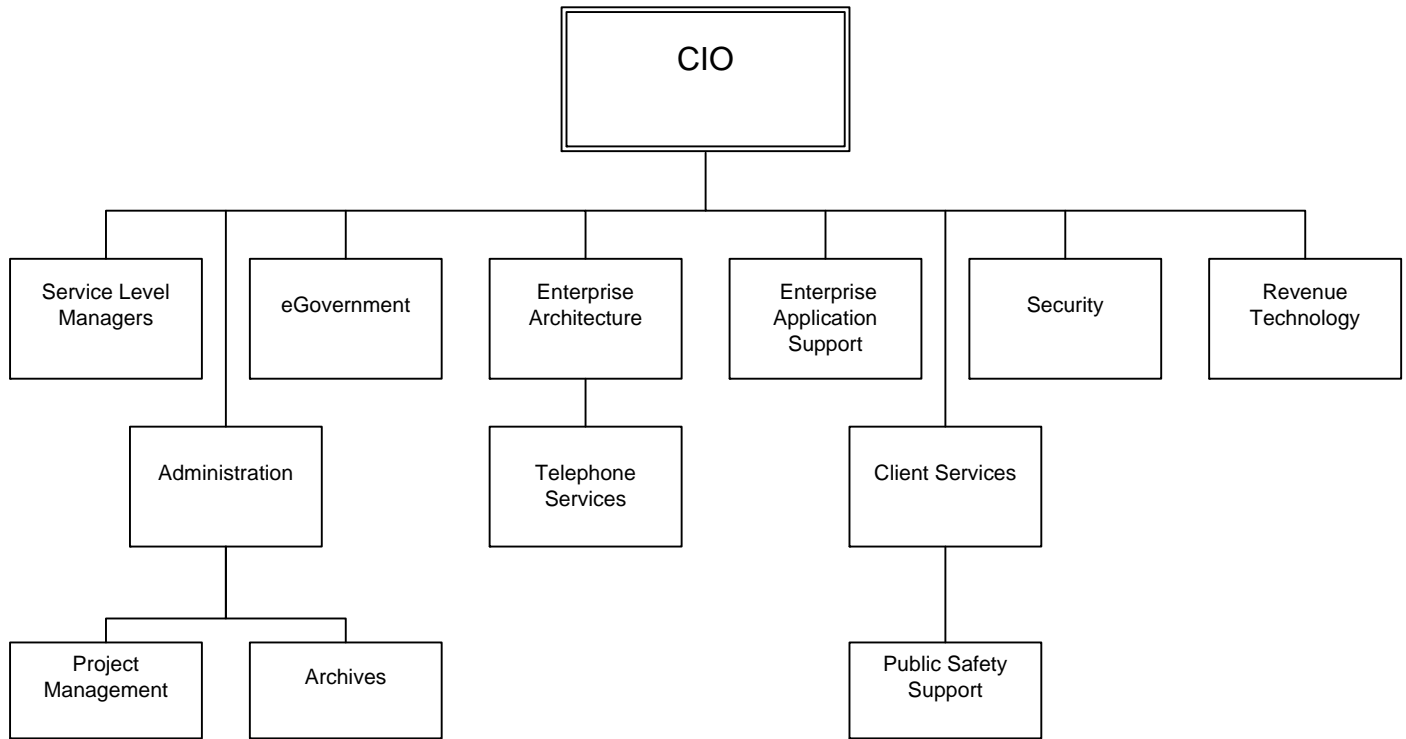 CIO
Service Level
Managers
eGovernment
Enterprise
Architecture
Enterprise
Application
Support
Security
Revenue
Technology
Administration
Telephone
Services
Client Services
Project
Management
Archives
Public Safety
Support